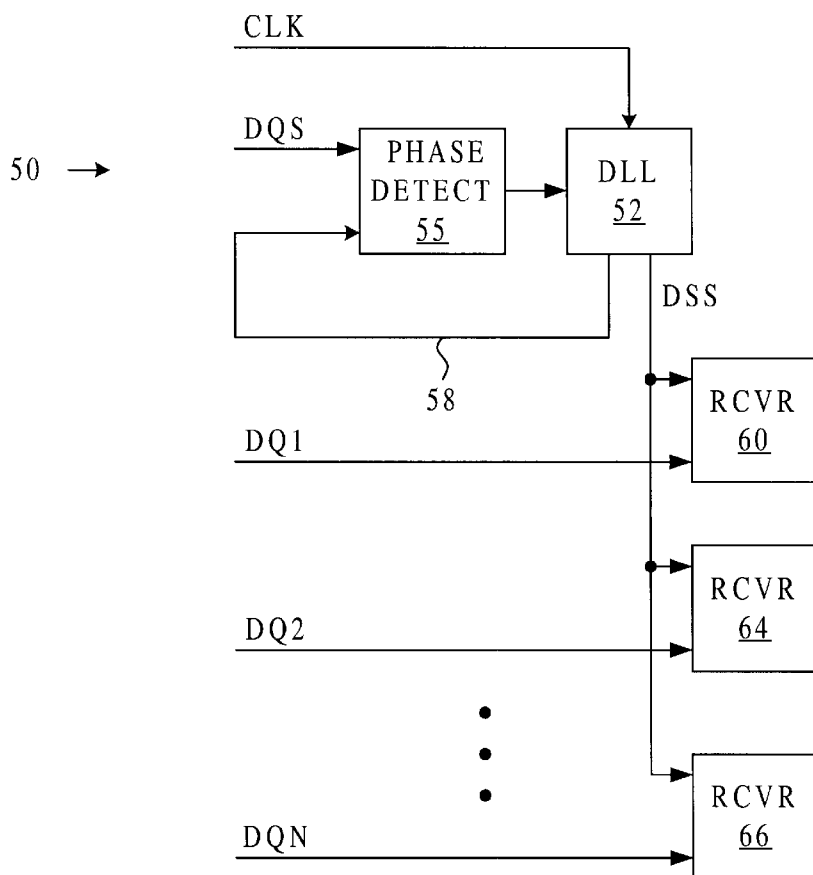 CLK
DQS
50
PHASE
DETECT
55
DLL
52
DSS
58
RCVR
60
DQ1
RCVR
64
DQ2
RCVR
66
DQN